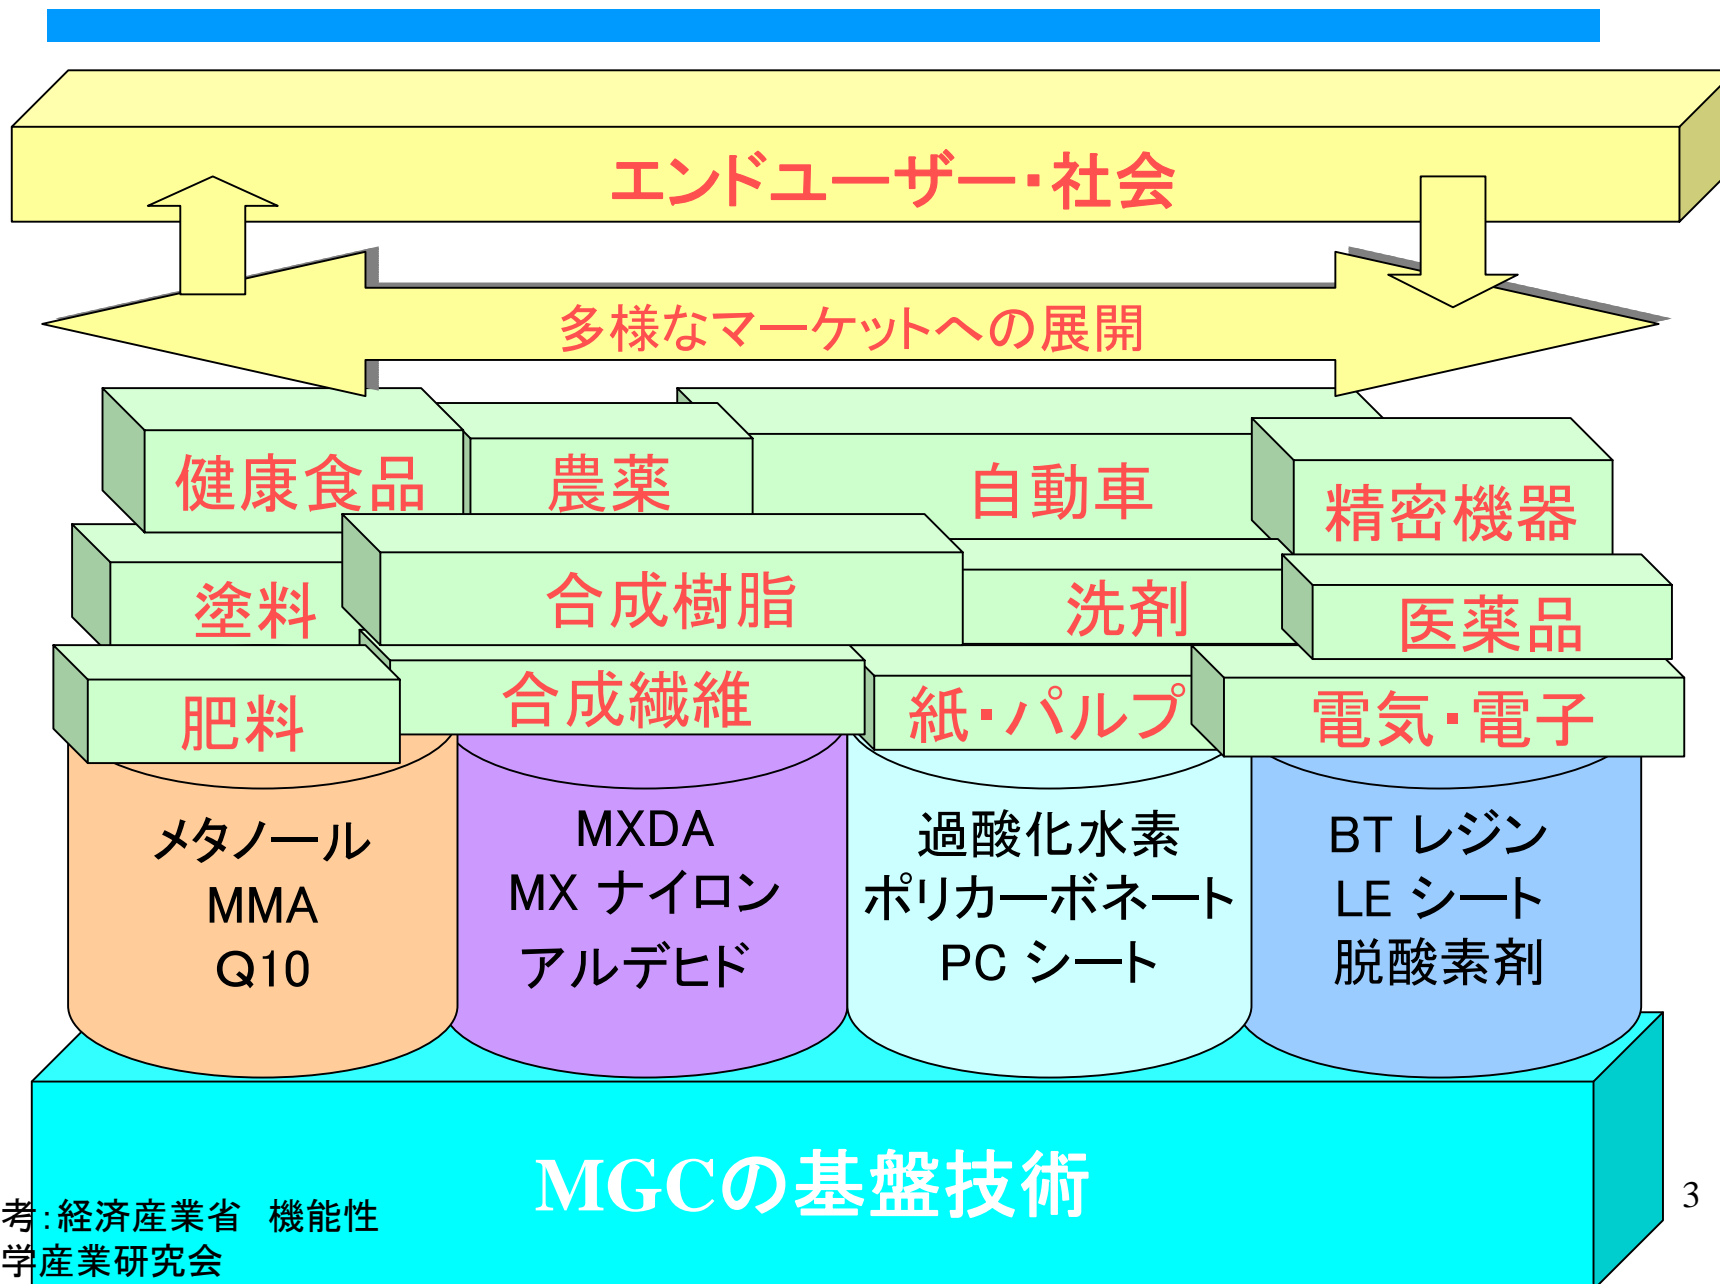 エンドユーザー・社会
多様なマーケットへの展開
健康食品
農薬
自動車
精密機器
塗料
合成樹脂
洗剤
医薬品
肥料
合成繊維
紙・パルプ
電気・電子
メタノール
MMA
Q10
MXDA
MX ナイロン
アルデヒド
過酸化水素
ポリカーボネート
PC シート
BT レジン
LE シート
脱酸素剤
MGCの基盤技術
考：経済産業省　機能性
学産業研究会
3